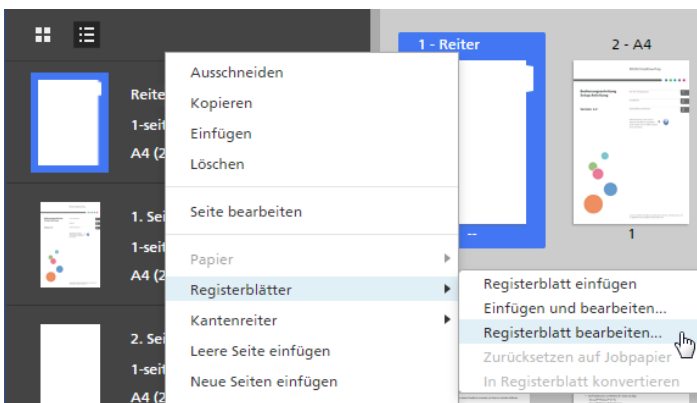 1 - Reiter
2 - A4
Reite
1-seit
A4 (2
1. Sei
1-seit
A4 (2
2. Sei
1-seit
A4 (2
Ausschneiden
Kopieren
Einfügen
Löschen
Seite bearbeiten
Papier
Registerblätter
Kantenreiter
Leere Seite einfügen
Neue Seiten einfügen
--
1
Registerblatt einfügen
Einfügen und bearbeiten...
Registerblatt bearbeiten...
Zurücksetzen auf Jobpapier
In Registerblatt konvertieren